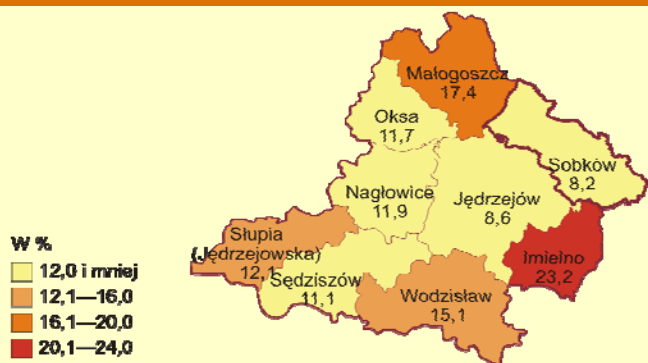 Małogoszcz
17,4
Oksa
11,7
Sobków
8,2
Nagłowice
11,9
Jędrzejów
8,6
Słupia
(Jędrzejowska)
12,1
Imielno
23,2
Sędziszów
11,1
Wodzisław
15,1
W %
12,0 i mniej
12,1—16,0
16,1—20,0
20,1—24,0